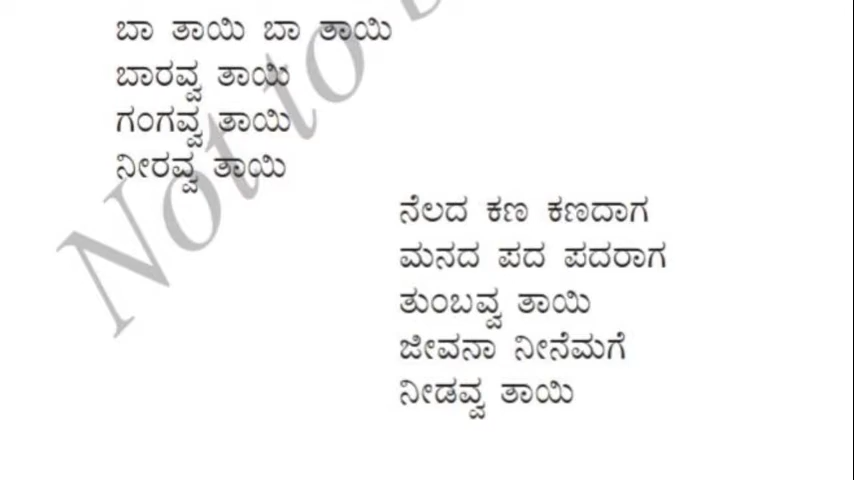 ಬಾ ತಾಯಿ ಬಾ ತಾಯಿ
ಬಾರವ್ವ ತಾಯಿ
ಗಂಗವ್ವ ತಾಯಿ
ನೀರವ್ವ ತಾಯಿ
ನೆಲದ ಕಣ ಕಣದಾಗ
ಮನದ ಪದ ಪದರಾಗ
ತುಂಬವ್ವ ತಾಯಿ
ಜೀವನಾ ನೀನೆಮಗೆ
ನೀಡವ್ವ ತಾಯಿ
Not to